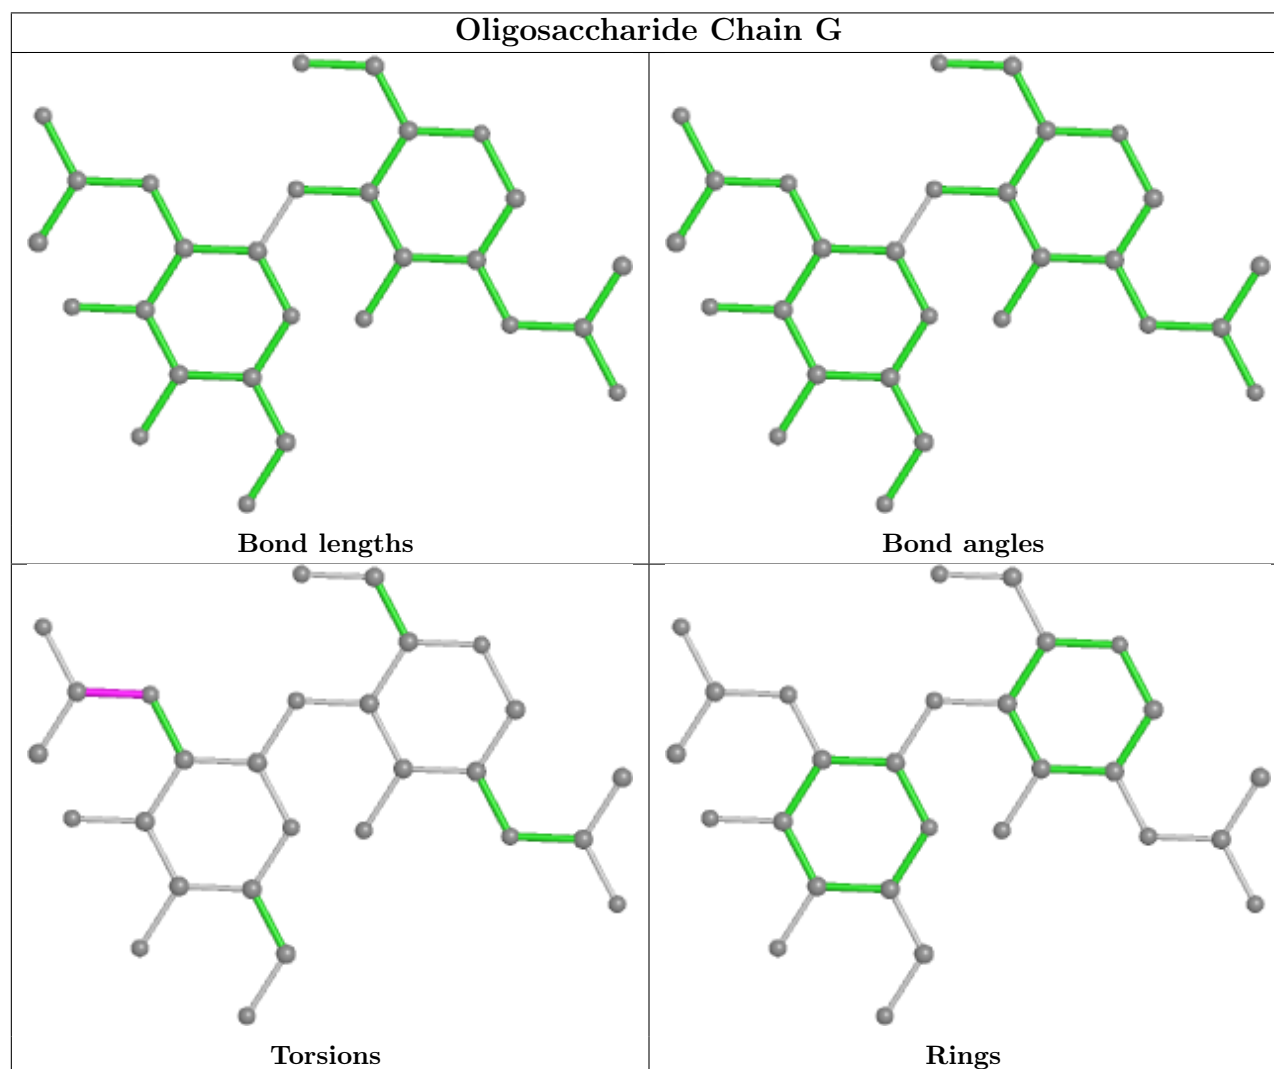 Oligosaccharide Chain G
Bond lengths
Bond angles
Torsions
Rings